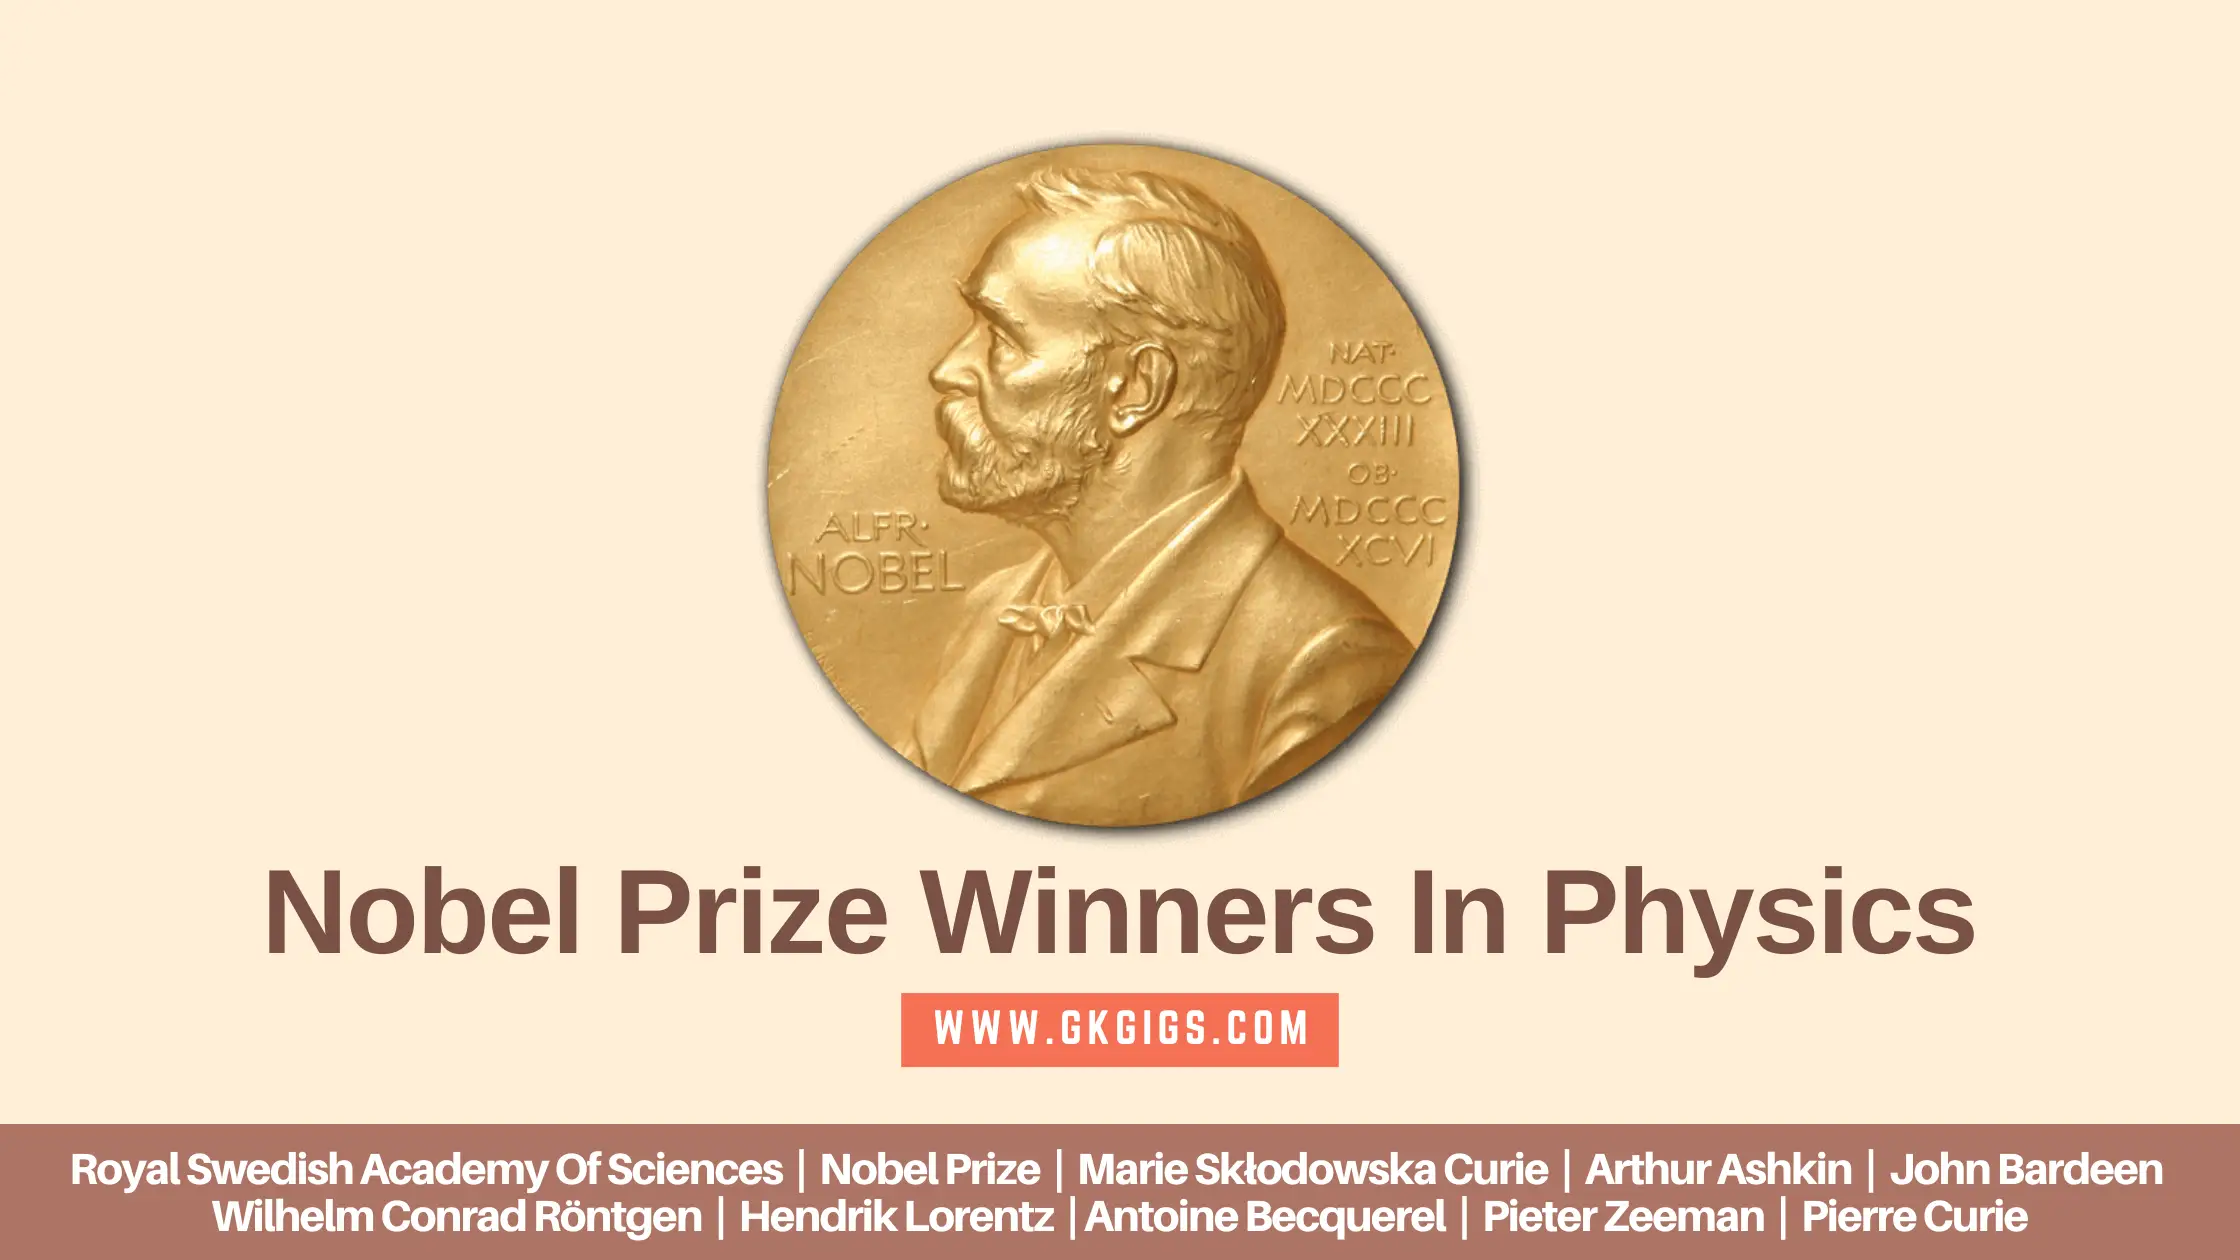 ALFR·
NOBEL
NAT·
MDCCC
XXXIII
OB·
MDCCC
XCVI
Nobel Prize Winners In Physics
WWW.GKGIGS.COM
Royal Swedish Academy Of Sciences | Nobel Prize | Marie Skłodowska Curie | Arthur Ashkin | John Bardeen
Wilhelm Conrad Röntgen | Hendrik Lorentz | Antoine Becquerel | Pieter Zeeman | Pierre Curie